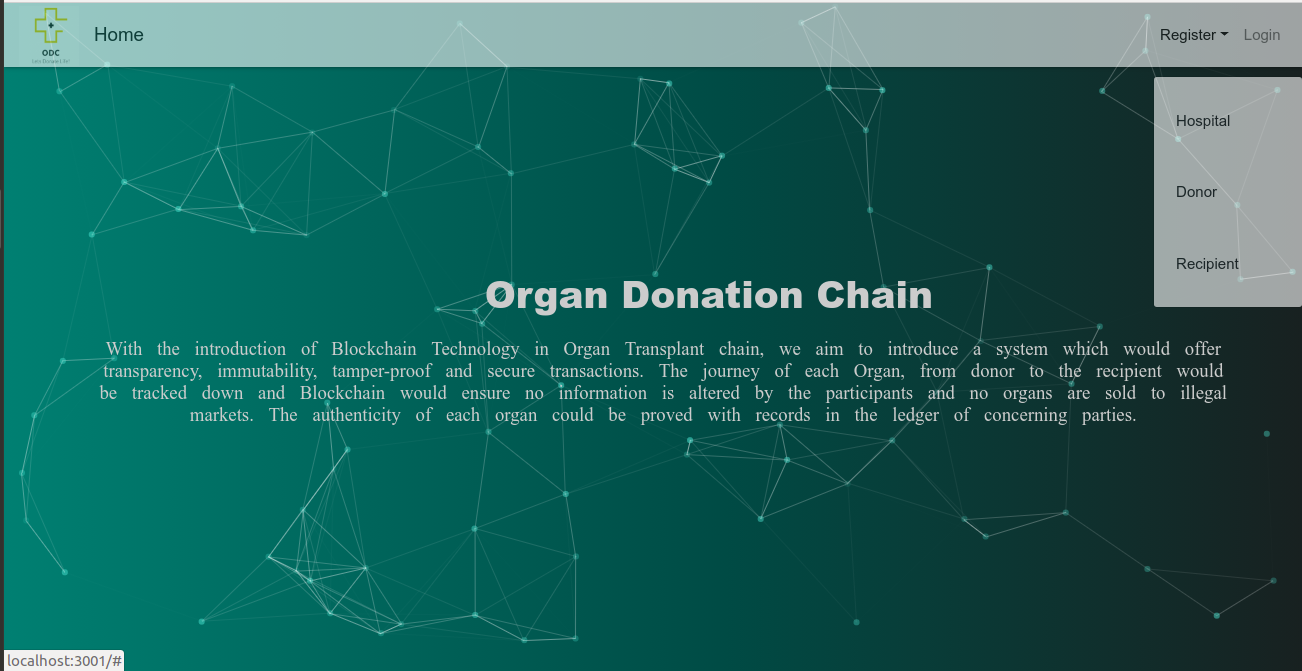 ODC
Home
Register
Login
Hospital
Donor
Recipient
Organ Donation Chain
With the introduction of Blockchain Technology in Organ Transplant chain, we aim to introduce a system which would offer
transparency, immutability, tamper-proof and secure transactions. The journey of each Organ, from donor to the recipient would
be tracked down and Blockchain would ensure no information is altered by the participants and no organs are sold to illegal
markets. The authenticity of each organ could be proved with records in the ledger of concerning parties.
localhost:3001/#